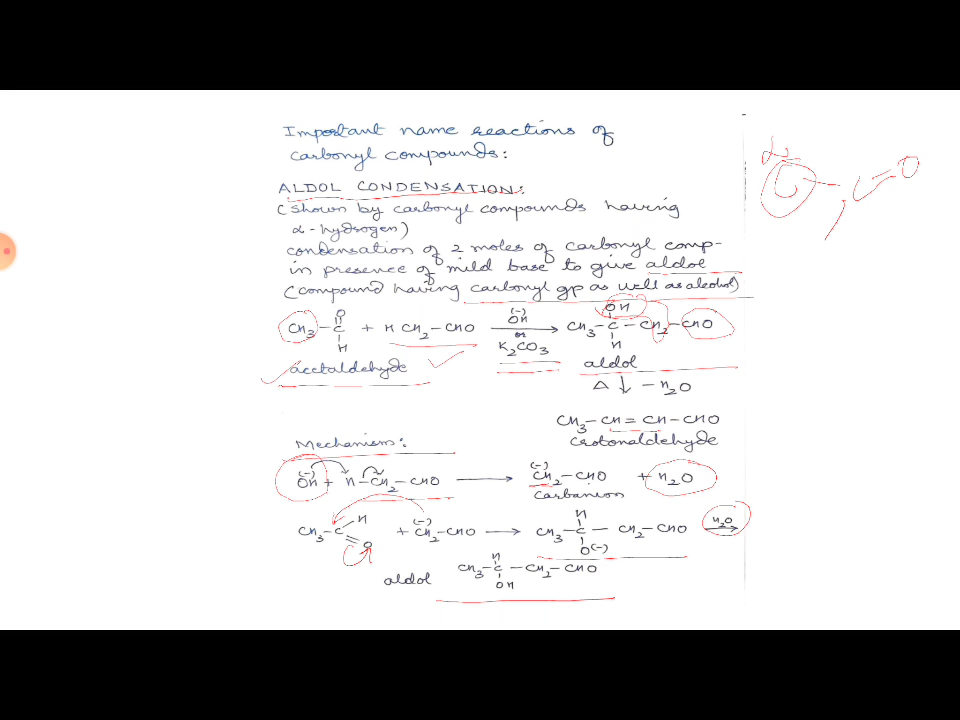 Important name reactions of
carbonyl compounds:
ALDOL CONDENSATION:
(shown by carbonyl compounds having
α-hydrogen)
condensation of 2 moles of carbonyl comp-
in presence of mild base to give aldol
(compound having carbonyl gp as well as alcohol)
O
||
CH3-C + H CH2-CHO (-)OH or K2CO3 → CH3-C(OH)(H)-CH2-CHO
|
H
acetaldehyde aldol
Δ ↓ -H2O
CH3-CH=CH-CHO
Mechanism: crotonaldehyde
(-)OH + H-CH2-CHO → (-)CH2-CHO + H2O
carbanion
CH3-C(H)=O + (-)CH2-CHO → CH3-C(H)(O(-))-CH2-CHO H2O →
aldol CH3-C(H)(OH)-CH2-CHO
α
C-C=O